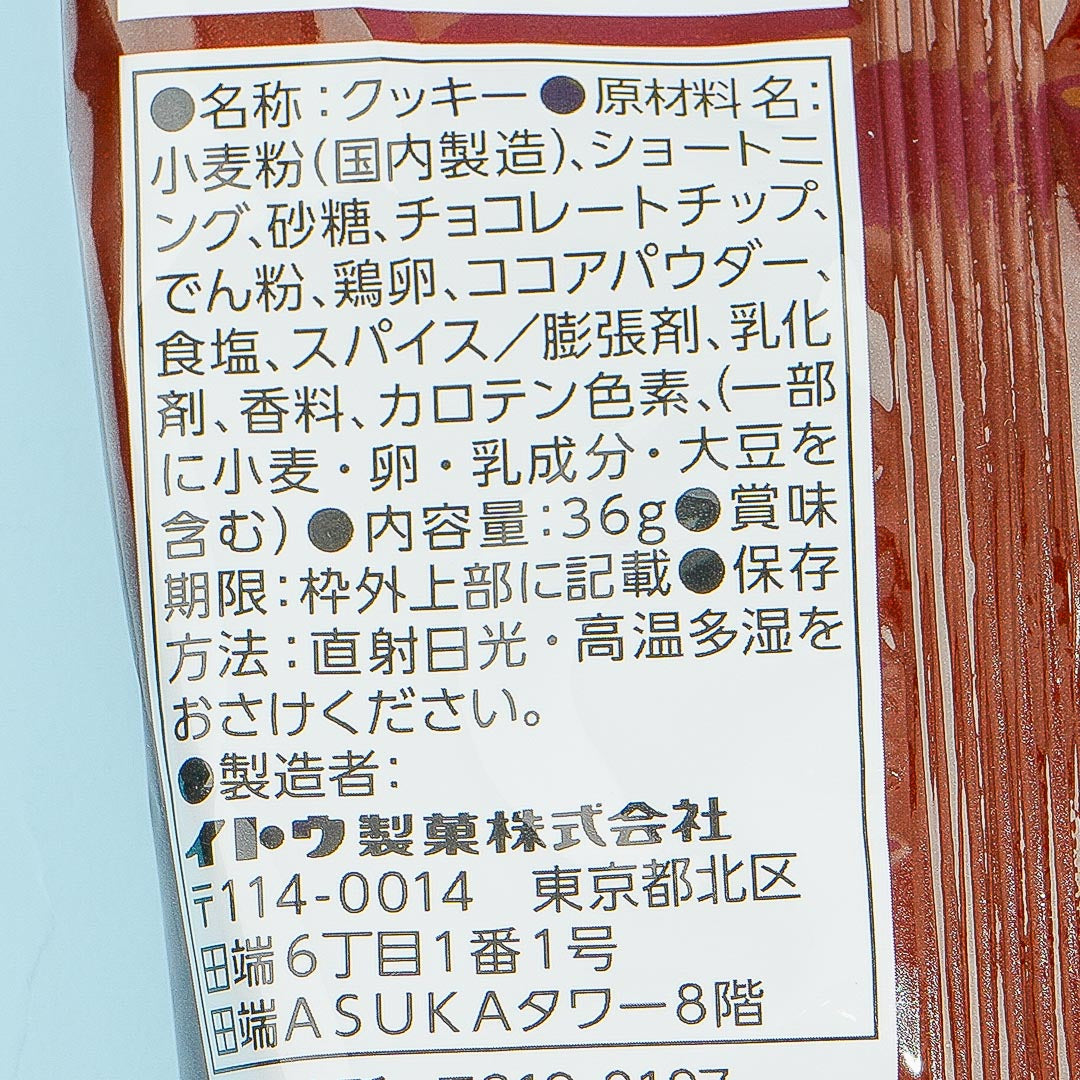 ●名称:クッキー●原材料名:
小麦粉(国内製造)、ショートニ
ング、砂糖、チョコレートチップ、
でん粉、鶏卵、ココアパウダー、
食塩、スパイス／膨張剤、乳化
剤、香料、カロテン色素、(一部
に小麦・卵・乳成分・大豆を
含む)●内容量:36g●賞味
期限:枠外上部に記載●保存
方法:直射日光・高温多湿を
おさけください。
●製造者:
イトウ製菓株式会社
〒114-0014 東京都北区
田端6丁目1番1号
田端ASUKAタワー8階